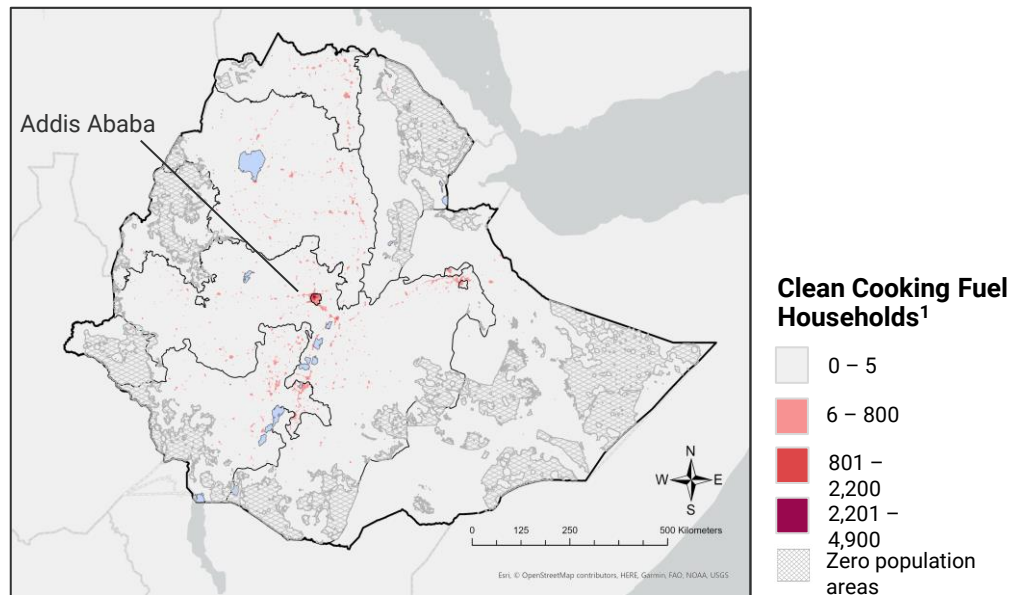 Addis Ababa
N
W
E
S
0 125 250 500 Kilometers
Esri, © OpenStreetMap contributors, HERE, Garmin, FAO, NOAA, USGS
Clean Cooking Fuel
Households¹
0 – 5
6 – 800
801 –
2,200
2,201 –
4,900
Zero population
areas